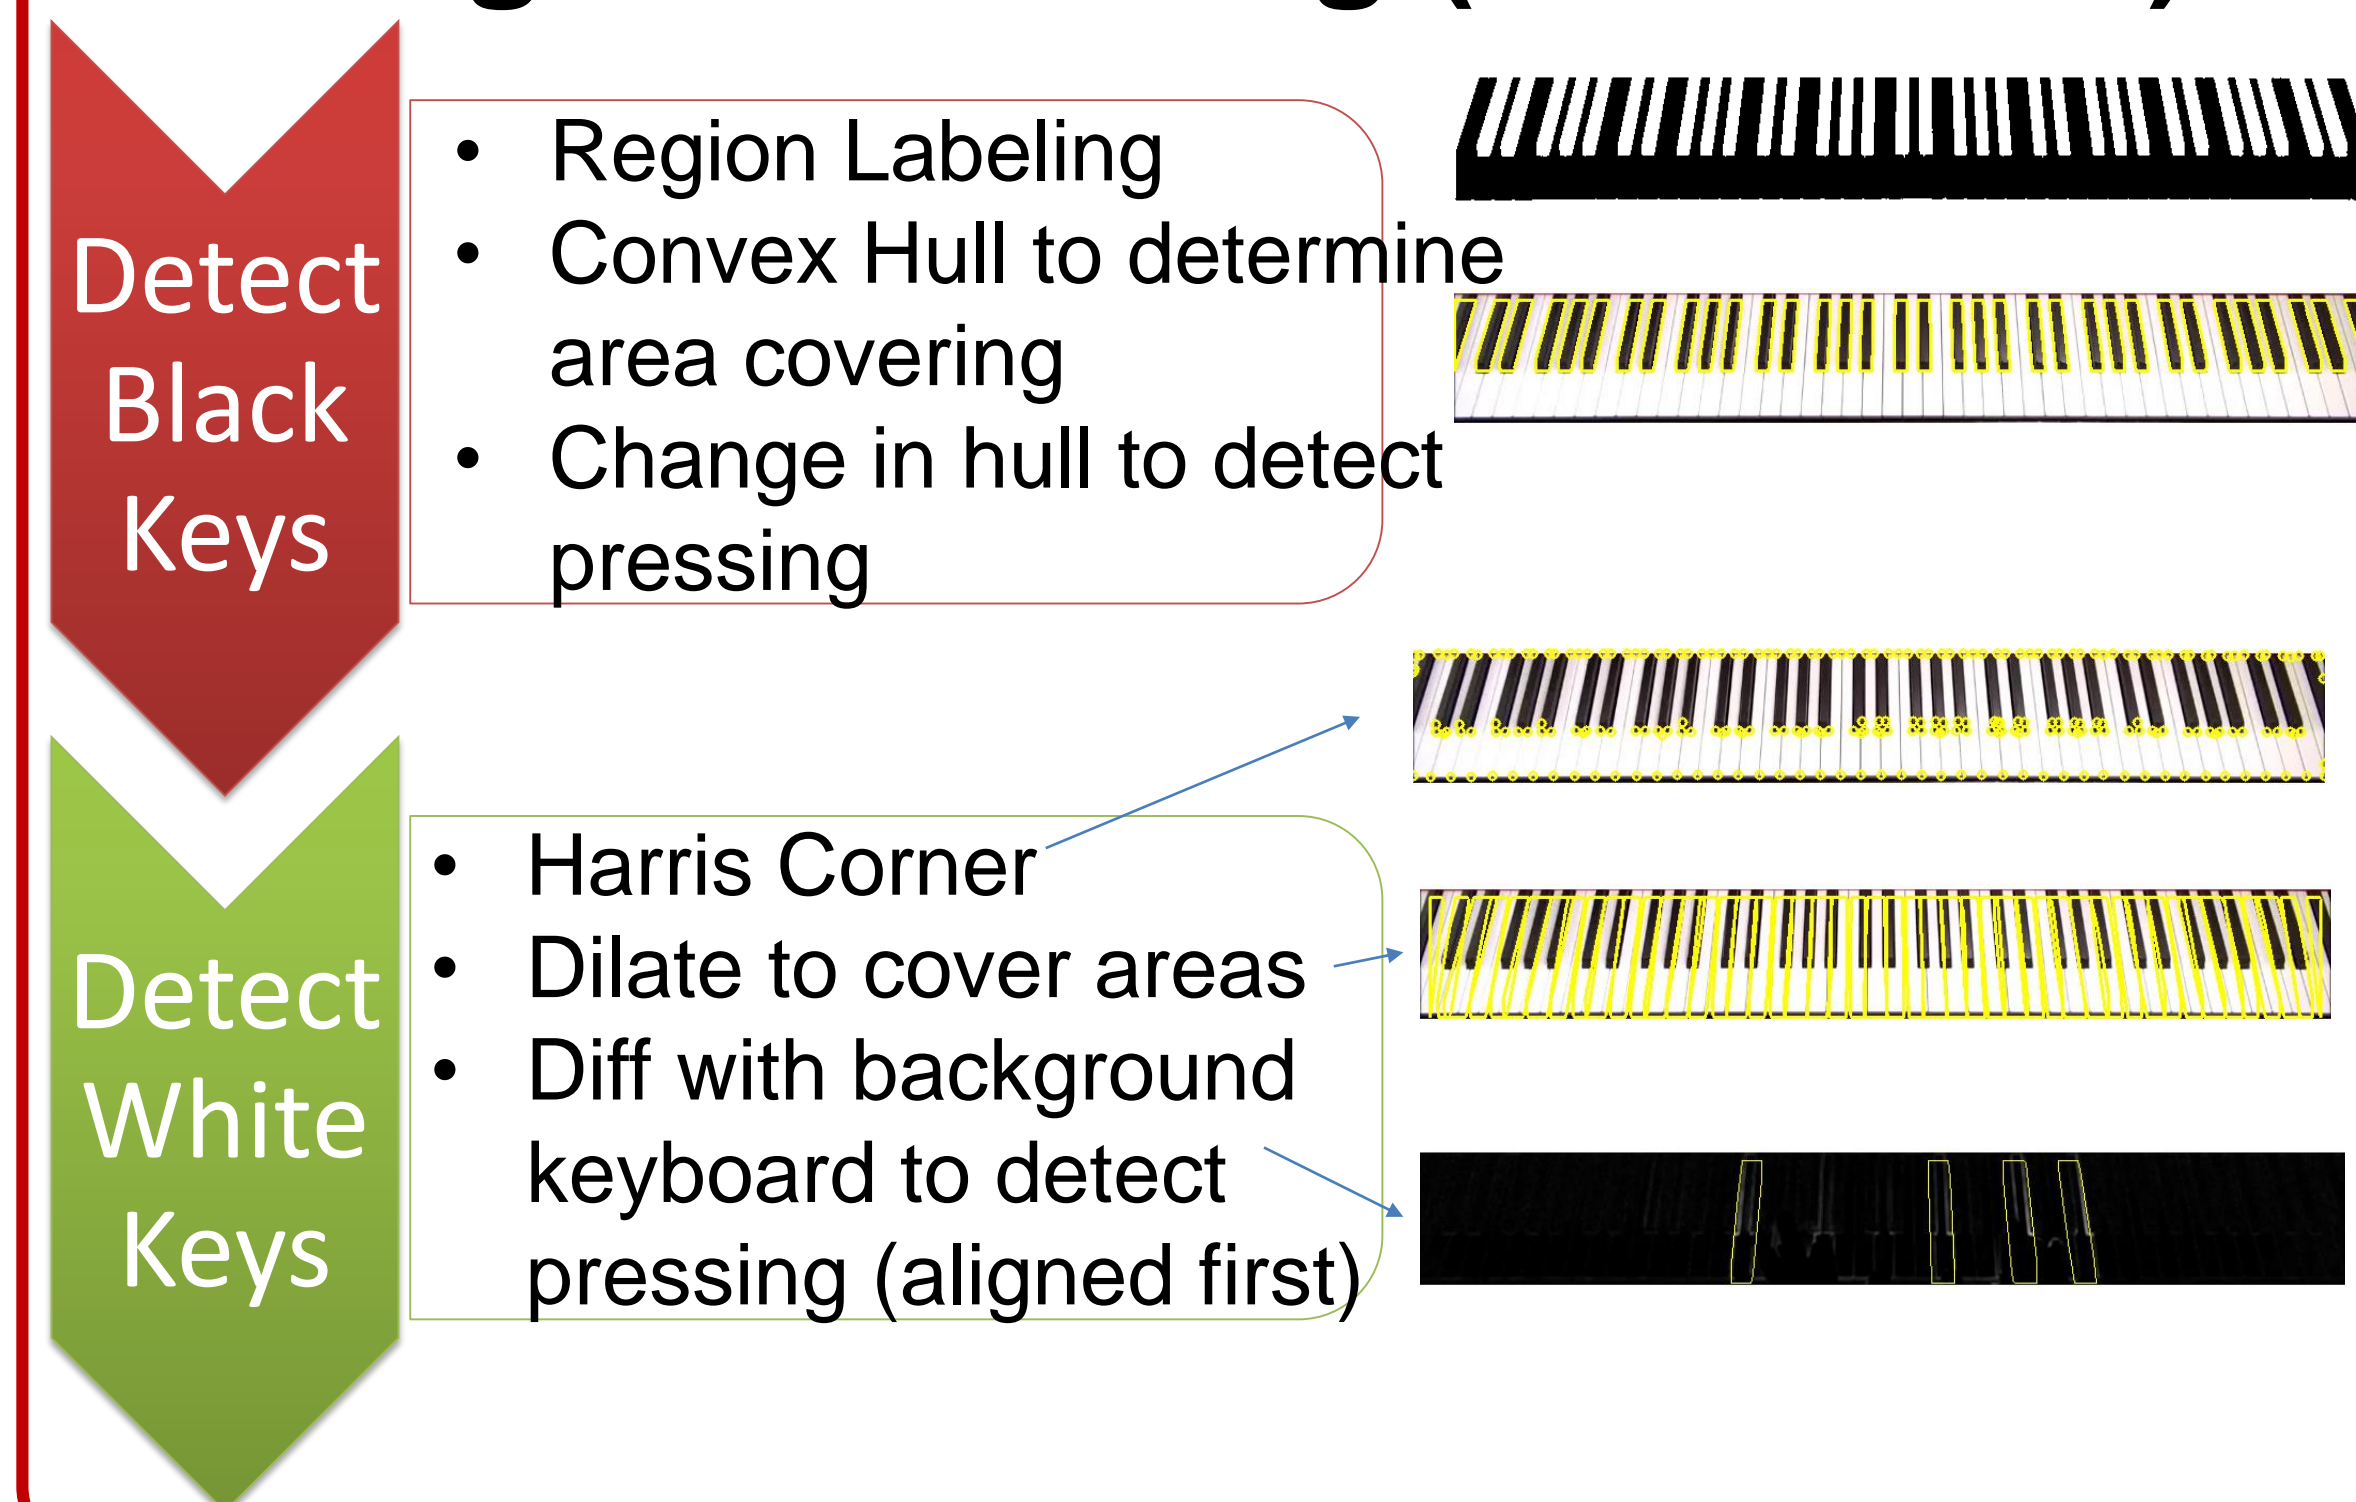 Detect
Black
Keys
• Region Labeling
• Convex Hull to determine
area covering
• Change in hull to detect
pressing
Detect
White
Keys
• Harris Corner
• Dilate to cover areas
• Diff with background
keyboard to detect
pressing (aligned first)